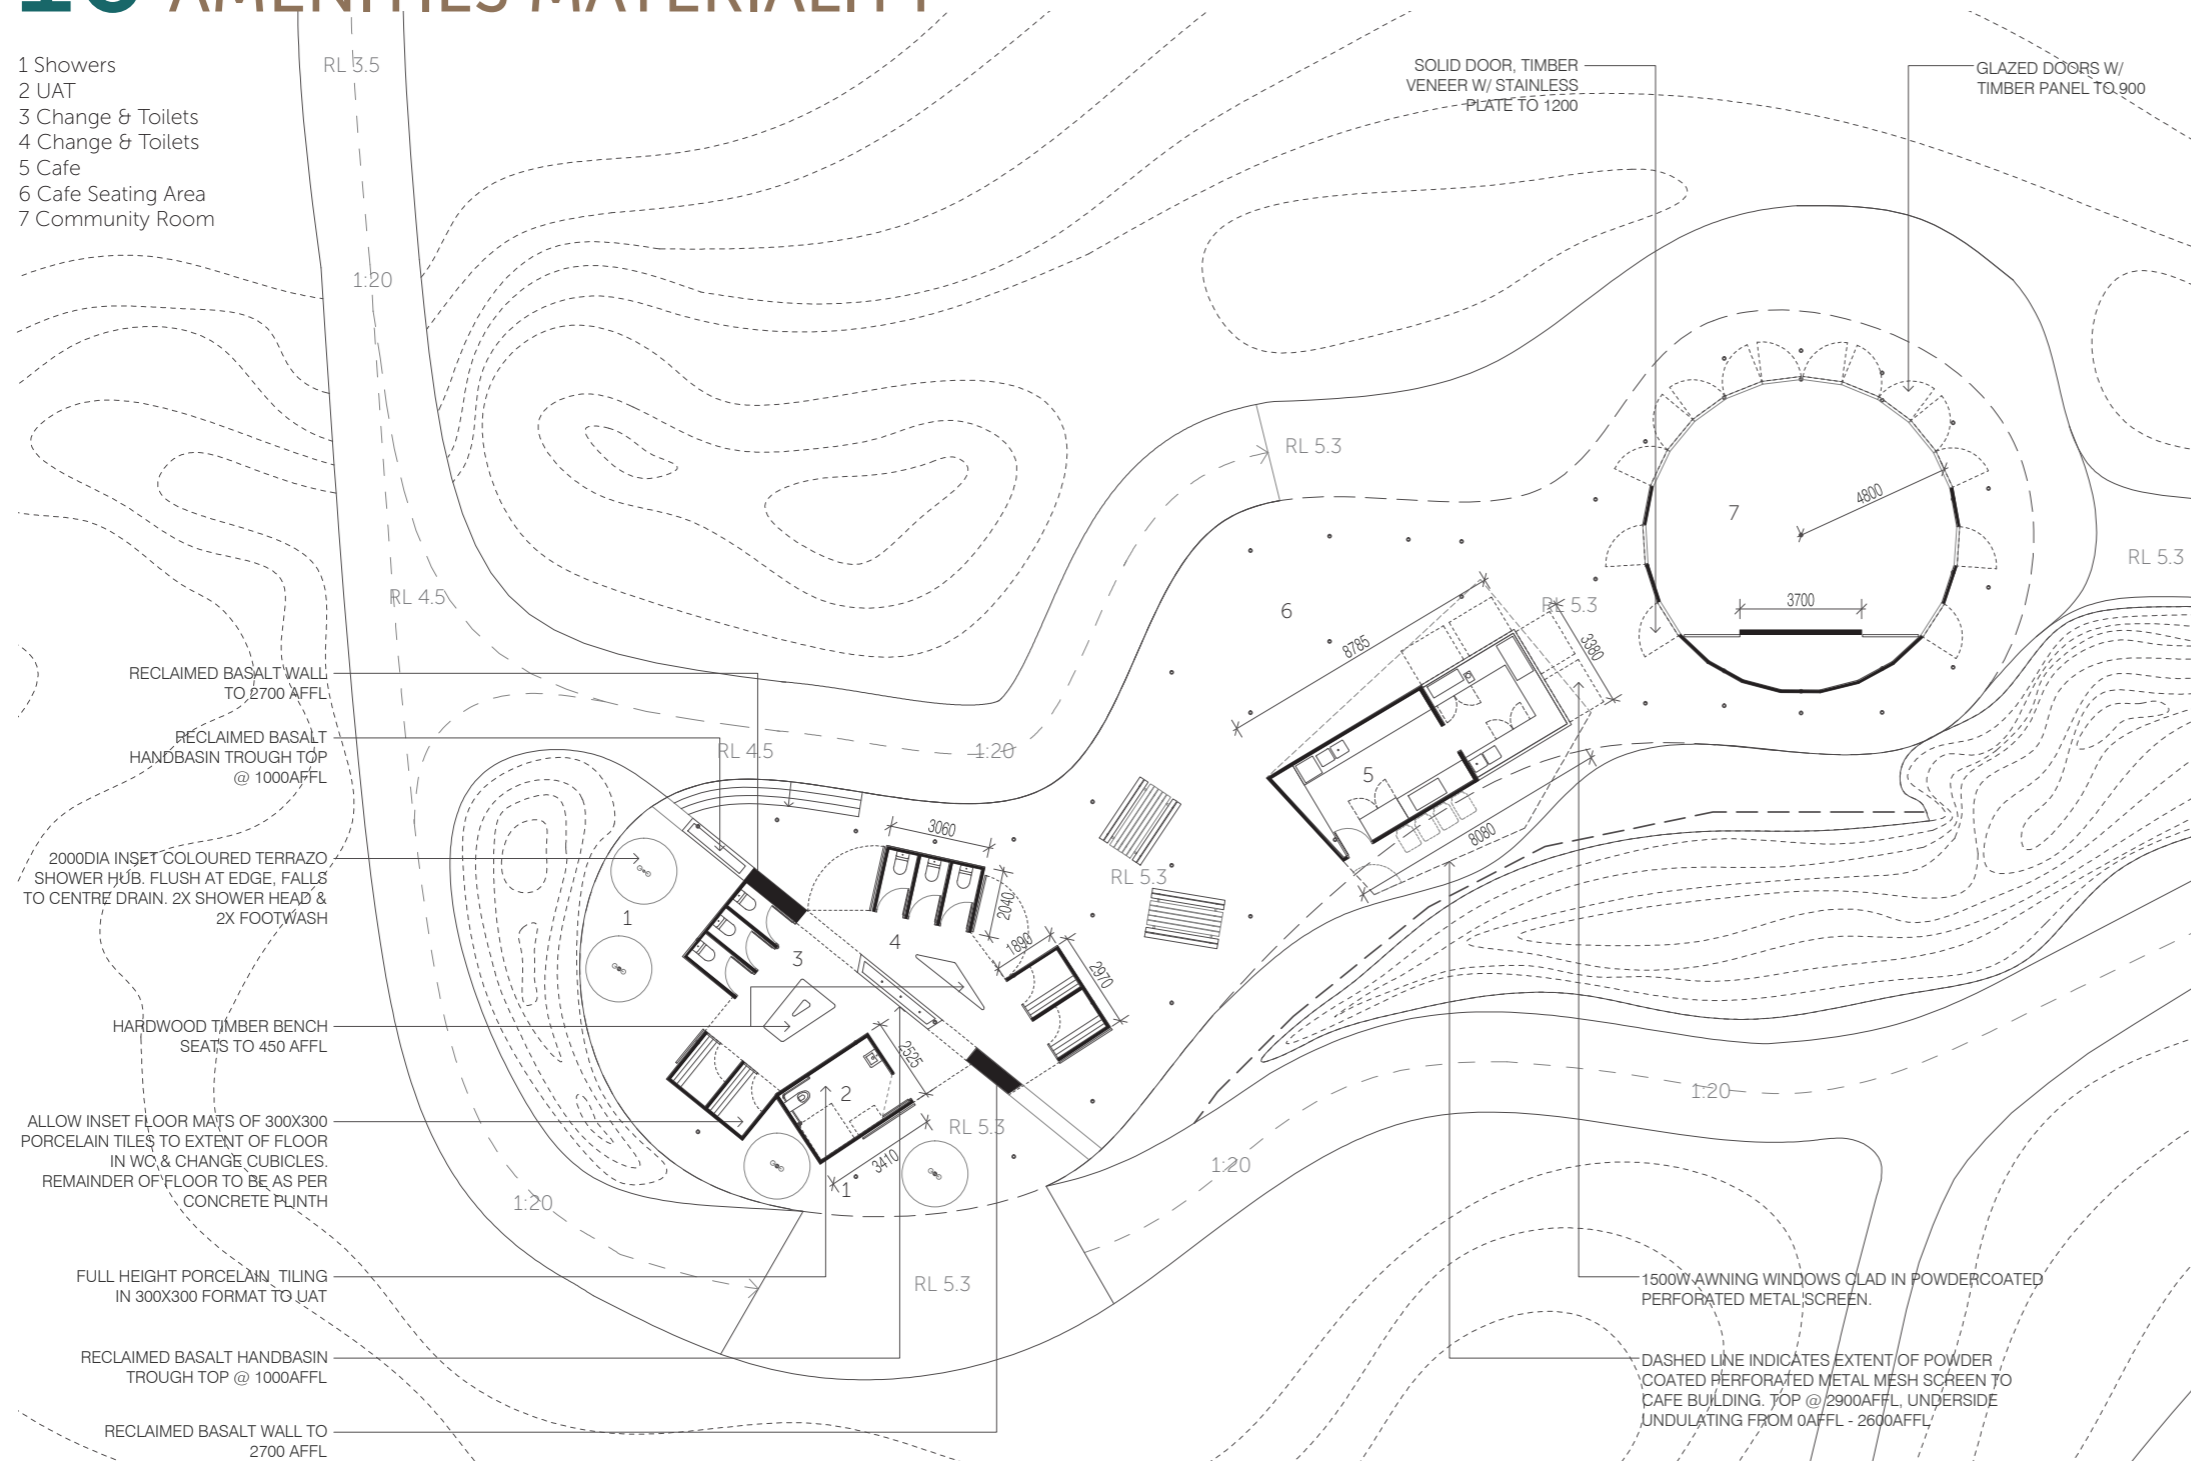 AMENITIES MATERIALITY
1 Showers
2 UAT
3 Change & Toilets
4 Change & Toilets
5 Cafe
6 Cafe Seating Area
7 Community Room
RL 3.5
SOLID DOOR, TIMBER
VENEER W/ STAINLESS
PLATE TO 1200
GLAZED DOORS W/
TIMBER PANEL TO 900
1:20
RL 5.3
4800
7
RL 5.3
RL 4.5
6
RL 5.3
3700
8785
3380
RECLAIMED BASALT WALL
TO 2700 AFFL
RECLAIMED BASALT
HANDBASIN TROUGH TOP
@ 1000AFFL
RL 4.5
1:20
5
8080
3060
2000DIA INSET COLOURED TERRAZO
SHOWER HUB. FLUSH AT EDGE, FALLS
TO CENTRE DRAIN. 2X SHOWER HEAD &
2X FOOTWASH
RL 5.3
1
2040
4
1890
3
2970
HARDWOOD TIMBER BENCH
SEATS TO 450 AFFL
2525
2
1:20
ALLOW INSET FLOOR MATS OF 300X300
PORCELAIN TILES TO EXTENT OF FLOOR
IN WC & CHANGE CUBICLES.
REMAINDER OF FLOOR TO BE AS PER
CONCRETE PLINTH
RL 5.3
3410
1
1:20
1:20
FULL HEIGHT PORCELAIN TILING
IN 300X300 FORMAT TO UAT
RL 5.3
1500W AWNING WINDOWS CLAD IN POWDERCOATED
PERFORATED METAL SCREEN.
RECLAIMED BASALT HANDBASIN
TROUGH TOP @ 1000AFFL
DASHED LINE INDICATES EXTENT OF POWDER
COATED PERFORATED METAL MESH SCREEN TO
CAFE BUILDING. TOP @ 2900AFFL, UNDERSIDE
UNDULATING FROM 0AFFL - 2600AFFL
RECLAIMED BASALT WALL TO
2700 AFFL